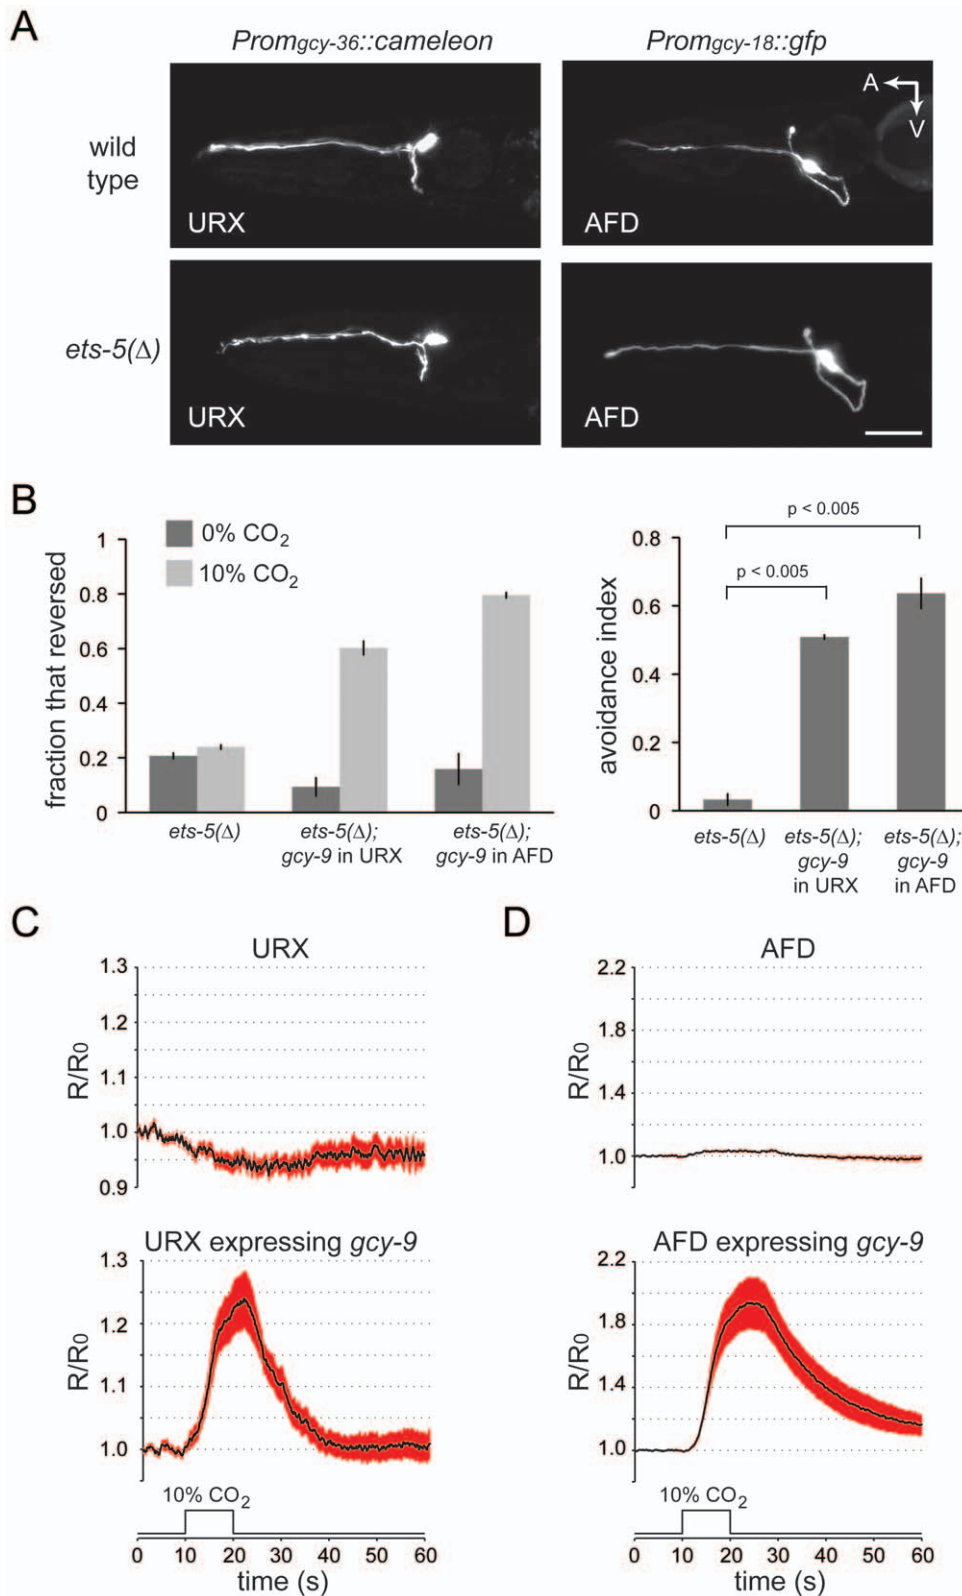 A
Promgcy-36::cameleon
Promgcy-18::gfp
wild
type
URX
AFD
A
V
ets-5(Δ)
URX
AFD
B
0% CO2
10% CO2
fraction that reversed
1
0.8
0.6
0.4
0.2
0
ets-5(Δ)
ets-5(Δ);
gcy-9 in URX
ets-5(Δ);
gcy-9 in AFD
p < 0.005
p < 0.005
avoidance index
0.8
0.6
0.4
0.2
0
ets-5(Δ)
ets-5(Δ);
gcy-9
in URX
ets-5(Δ);
gcy-9
in AFD
C
URX
R/R0
1.3
1.2
1.1
1.0
0.9
URX expressing gcy-9
R/R0
1.3
1.2
1.1
1.0
10% CO2
0 10 20 30 40 50 60
time (s)
D
AFD
R/R0
2.2
1.8
1.4
1.0
AFD expressing gcy-9
R/R0
2.2
1.8
1.4
1.0
10% CO2
0 10 20 30 40 50 60
time (s)